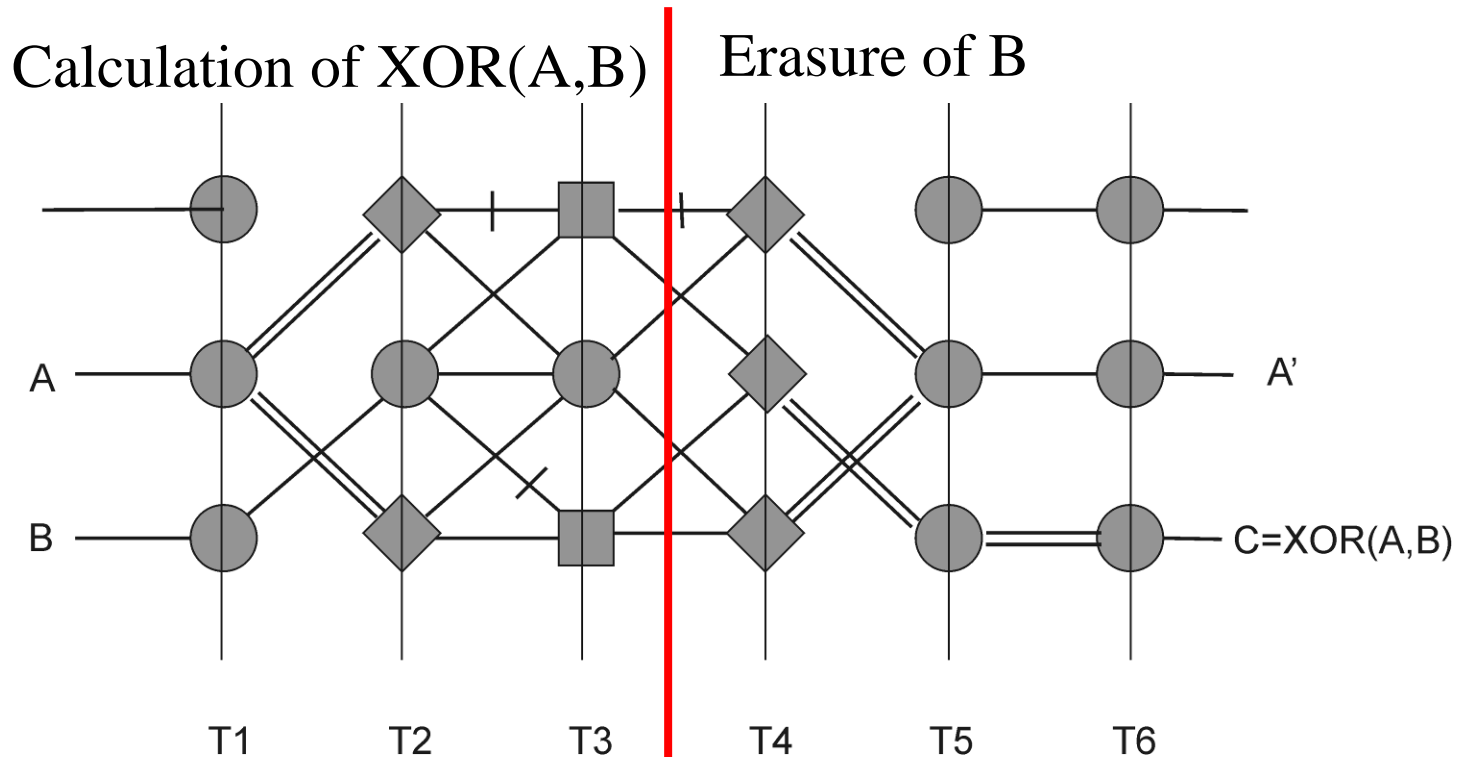 Calculation of XOR(A,B)
Erasure of B
A
A’
B
C=XOR(A,B)
T1
T2
T3
T4
T5
T6